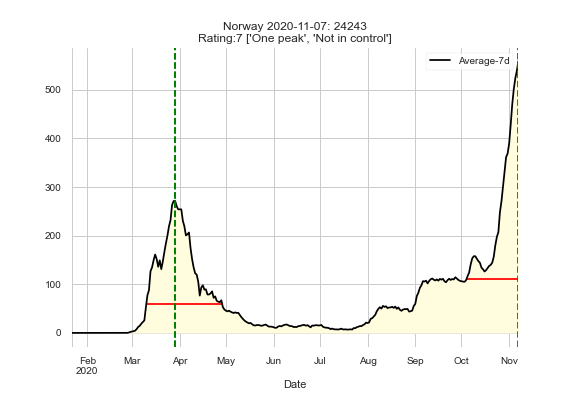 Norway 2020-11-07: 24243
Rating:7 ['One peak', 'Not in control']
Average-7d
500
400
300
200
100
0
Feb Mar Apr May Jun Jul Aug Sep Oct Nov
2020
Date